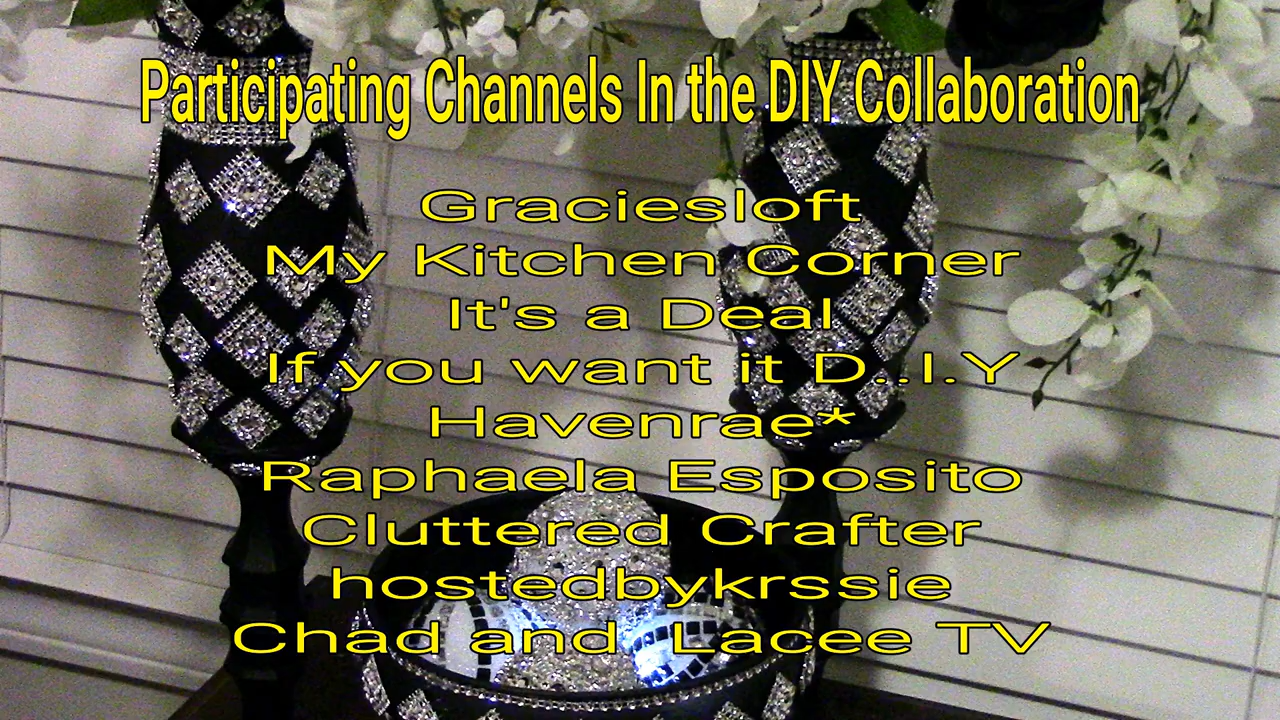 Participating Channels In the DIY Collaboration
Graciesloft
My Kitchen Corner
It's a Deal
If you want it D..I.Y
Havenrae*
Raphaela Esposito
Cluttered Crafter
hostedbykrssie
Chad and  Lacee TV